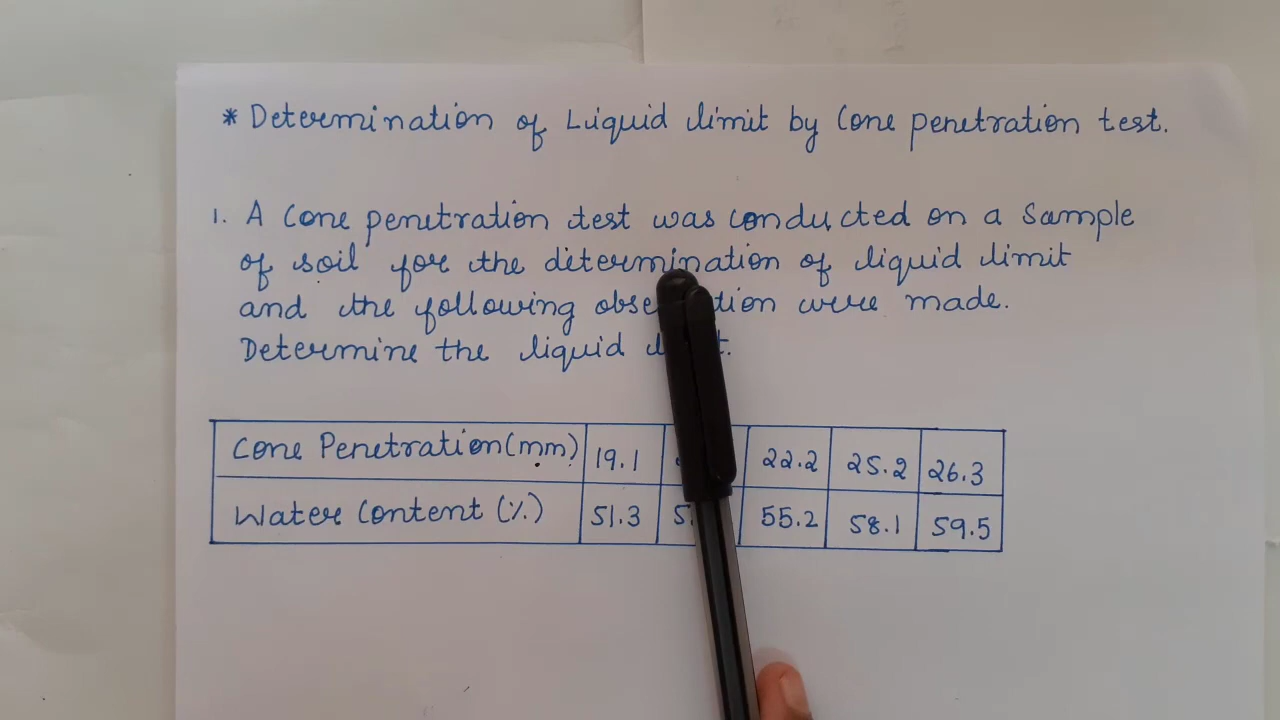 * Determination of Liquid limit by Cone penetration test.
1. A Cone penetration test was conducted on a Sample
of soil for the determination of liquid limit
and the following were made.
Determine the liquid
Cone Penetration (mm) 19.1 22.2 25.2 26.3
Water Content (%) 51.3 55.2 58.1 59.5